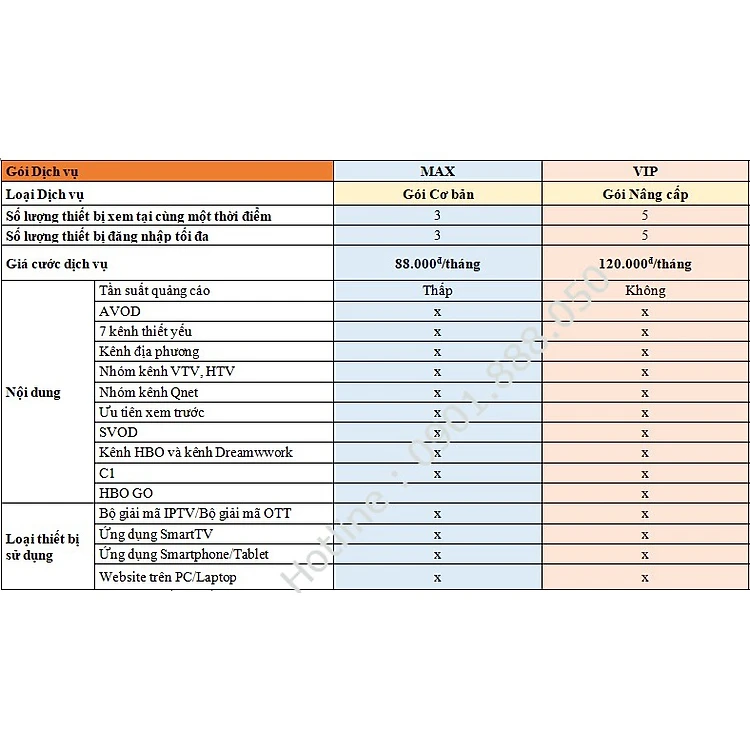 Gói Dịch vụ MAX VIP
Loại Dịch vụ Gói Cơ bản Gói Nâng cấp
Số lượng thiết bị xem tại cùng một thời điểm 3 5
Số lượng thiết bị đăng nhập tối đa 3 5
Giá cước dịch vụ 88.000đ/tháng 120.000đ/tháng
Nội dung
Tần suất quảng cáo Thấp Không
AVOD x x
7 kênh thiết yếu x x
Kênh địa phương x x
Nhóm kênh VTV, HTV x x
Nhóm kênh Qnet x x
Ưu tiên xem trước x x
SVOD x x
Kênh HBO và kênh Dreamwwork x x
C1 x x
HBO GO x
Loại thiết bị
sử dụng
Bộ giải mã IPTV/Bộ giải mã OTT x x
Ứng dụng SmartTV x x
Ứng dụng Smartphone/Tablet x x
Website trên PC/Laptop x x
Hotline : 0901.888.050